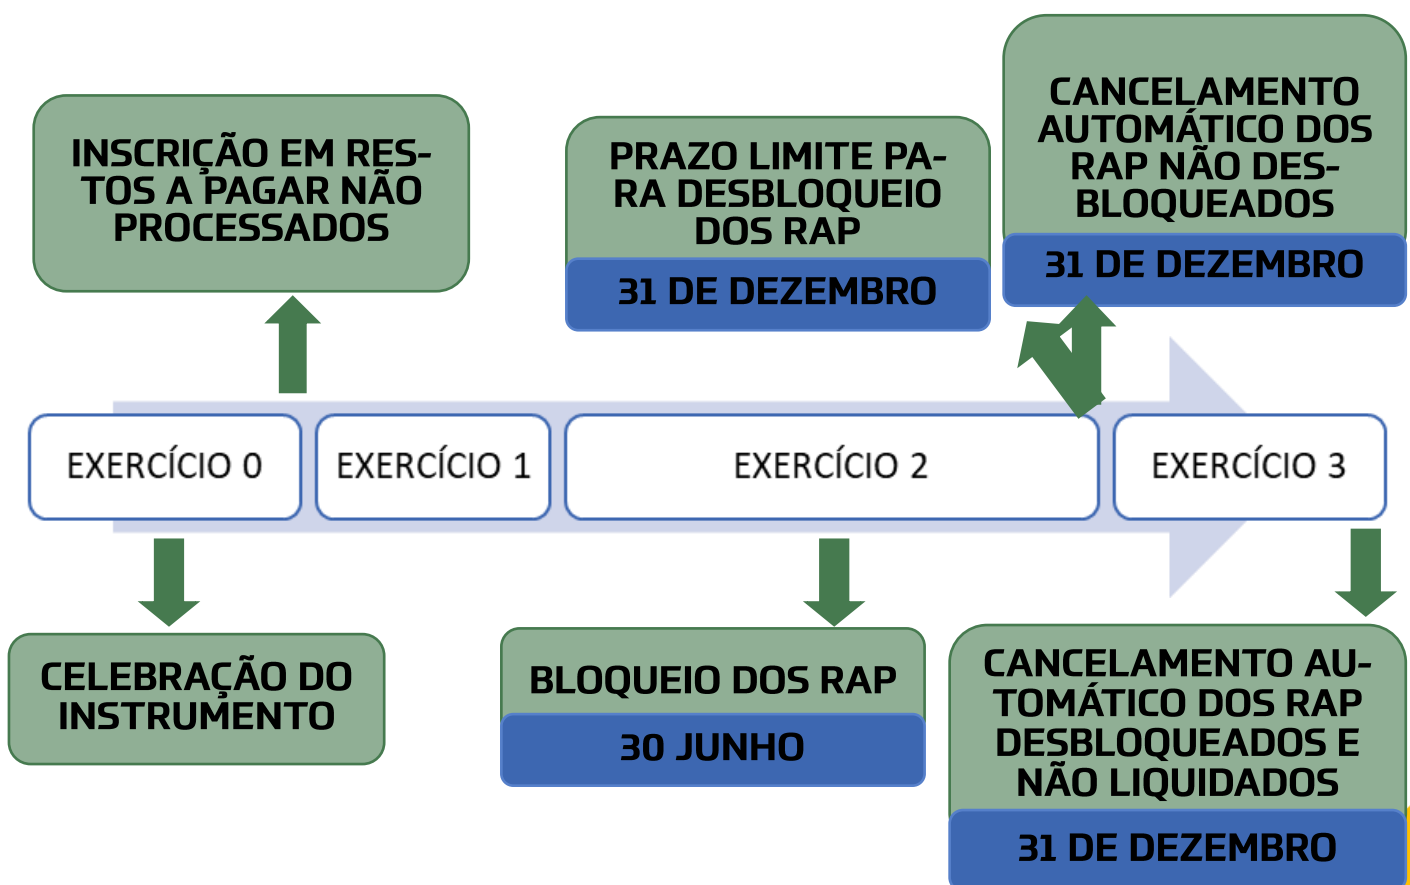 INSCRIÇÃO EM RES-
TOS A PAGAR NÃO
PROCESSADOS
PRAZO LIMITE PA-
RA DESBLOQUEIO
DOS RAP
31 DE DEZEMBRO
CANCELAMENTO
AUTOMÁTICO DOS
RAP NÃO DES-
BLOQUEADOS
31 DE DEZEMBRO
EXERCÍCIO 0
EXERCÍCIO 1
EXERCÍCIO 2
EXERCÍCIO 3
CELEBRAÇÃO DO
INSTRUMENTO
BLOQUEIO DOS RAP
30 JUNHO
CANCELAMENTO AU-
TOMÁTICO DOS RAP
DESBLOQUEADOS E
NÃO LIQUIDADOS
31 DE DEZEMBRO